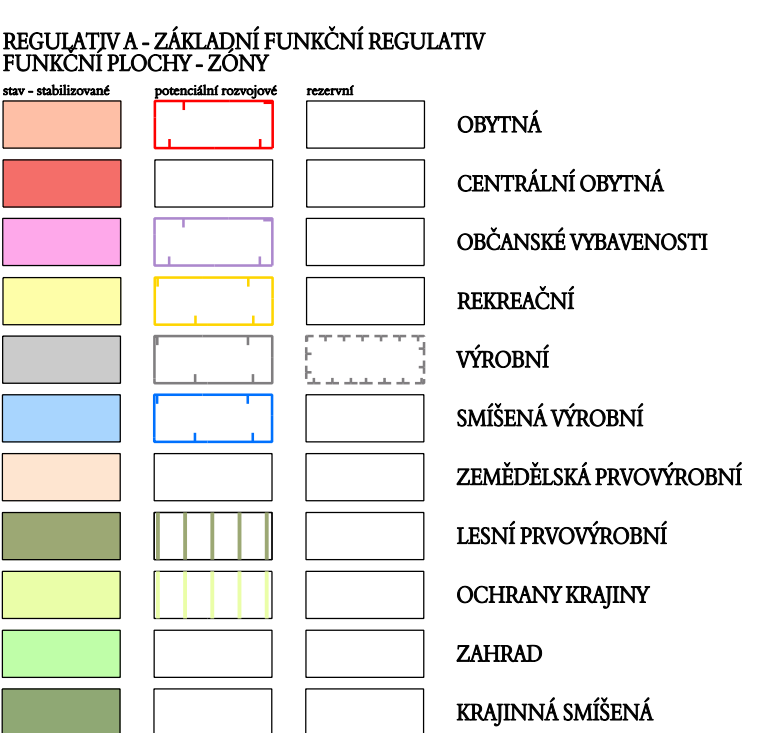 REGULATIV A - ZÁKLADNÍ FUNKČNÍ REGULATIV
FUNKČNÍ PLOCHY - ZÓNY
stav - stabilizované potenciální rozvojové rezervní
OBYTNÁ
CENTRÁLNÍ OBYTNÁ
OBČANSKÉ VYBAVENOSTI
REKREAČNÍ
VÝROBNÍ
SMÍŠENÁ VÝROBNÍ
ZEMĚDĚLSKÁ PRVOVÝROBNÍ
LESNÍ PRVOVÝROBNÍ
OCHRANY KRAJINY
ZAHRAD
KRAJINNÁ SMÍŠENÁ